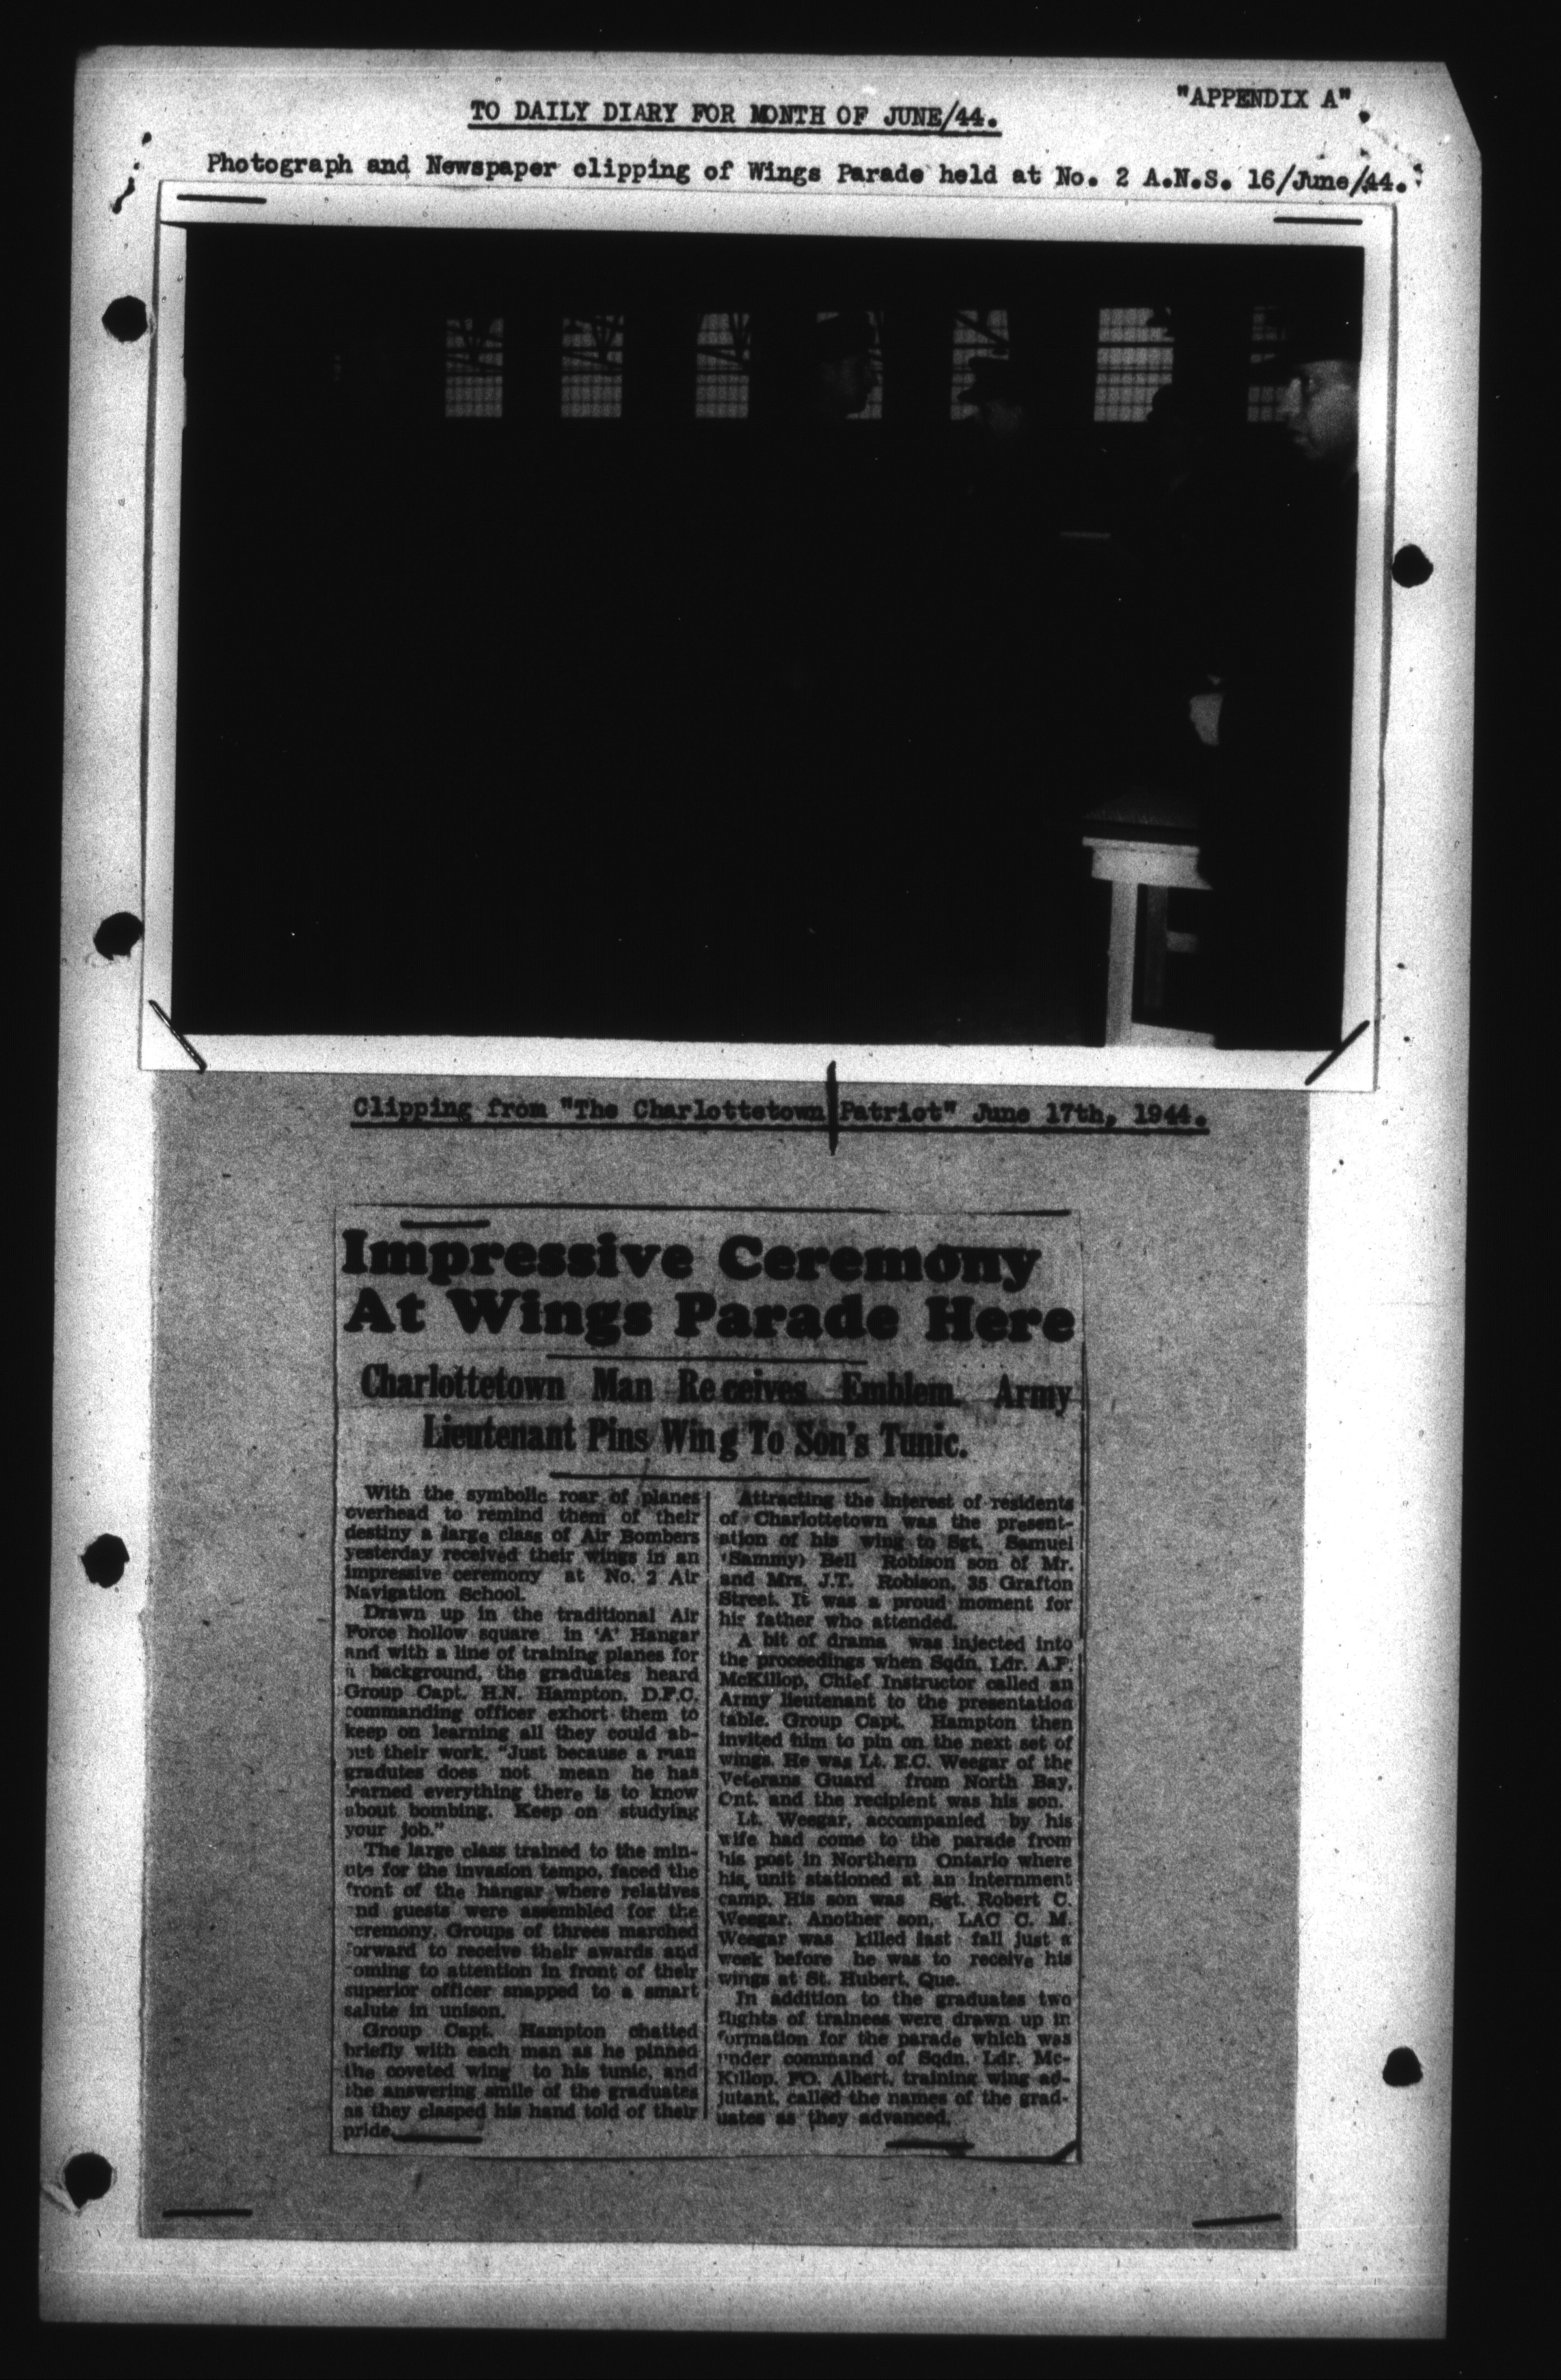 "APPENDIX A".
TO DAILY DIARY FOR MONTH OF JUNE/44.
Photograph and Newspaper clipping of Wings Parade held at No. 2 A.N.S. 16/June/44.
Clipping from "The Charlottetown Patriot" June 17th, 1944.
Impressive Ceremony
At Wings Parade Here
Charlottetown Man Receives Emblem. Army
Lieutenant Pins Wing To Son's Tunic.
With the symbolic roar of planes
overhead to remind them of their
destiny a large class of Air Bombers
yesterday received their wings in an
impressive ceremony at No. 2 Air
Navigation School.
Drawn up in the traditional Air
Force hollow square in 'A' Hangar
and with a line of training planes for
a background, the graduates heard
Group Capt. H.N. Hampton, D.F.C.
commanding officer exhort them to
keep on learning all they could ab-
out their work. "Just because a man
gradutes does not mean he has
learned everything there is to know
about bombing. Keep on studying
your job."
The large class trained to the min-
ute for the invasion tempo, faced the
front of the hangar where relatives
and guests were assembled for the
ceremony. Groups of threes marched
forward to receive their awards and
coming to attention in front of their
superior officer snapped to a smart
salute in unison.
Group Capt. Hampton chatted
briefly with each man as he pinned
the coveted wing to his tunic, and
the answering smile of the graduates
as they clasped his hand told of their
pride.
Attracting the interest of residents
of Charlottetown was the present-
ation of his wing to Sgt. Samuel
(Sammy) Bell Robison son of Mr.
and Mrs. J.T. Robison, 35 Grafton
Street. It was a proud moment for
his father who attended.
A bit of drama was injected into
the proceedings when Sqdn. Ldr. A.P.
McKillop, Chief Instructor called an
Army lieutenant to the presentation
table. Group Capt. Hampton then
invited him to pin on the next set of
wings. He was Lt. E.C. Weegar of the
Veterans Guard from North Bay,
Ont. and the recipient was his son.
Lt. Weegar, accompanied by his
wife had come to the parade from
his post in Northern Ontario where
his unit stationed at an internment
camp. His son was Sgt. Robert C.
Weegar. Another son, LAC C. M.
Weegar was killed last fall just a
week before he was to receive his
wings at St. Hubert, Que.
In addition to the graduates two
flights of trainees were drawn up in
formation for the parade which was
under command of Sqdn. Ldr. Mc-
Killop. FO. Albert, training wing ad-
jutant, called the names of the grad-
uates as they advanced.